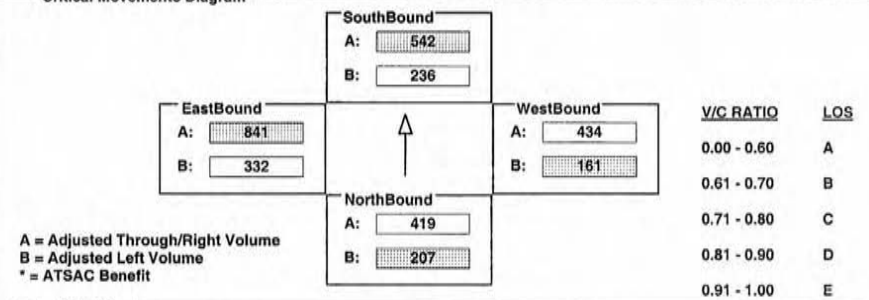 Critical Movements Diagram
SouthBound
A: 542
B: 236
EastBound
A: 841
B: 332
WestBound
A: 434
B: 161
NorthBound
A: 419
B: 207
A = Adjusted Through/Right Volume
B = Adjusted Left Volume
* = ATSAC Benefit
V/C RATIO LOS
0.00 - 0.60 A
0.61 - 0.70 B
0.71 - 0.80 C
0.81 - 0.90 D
0.91 - 1.00 E